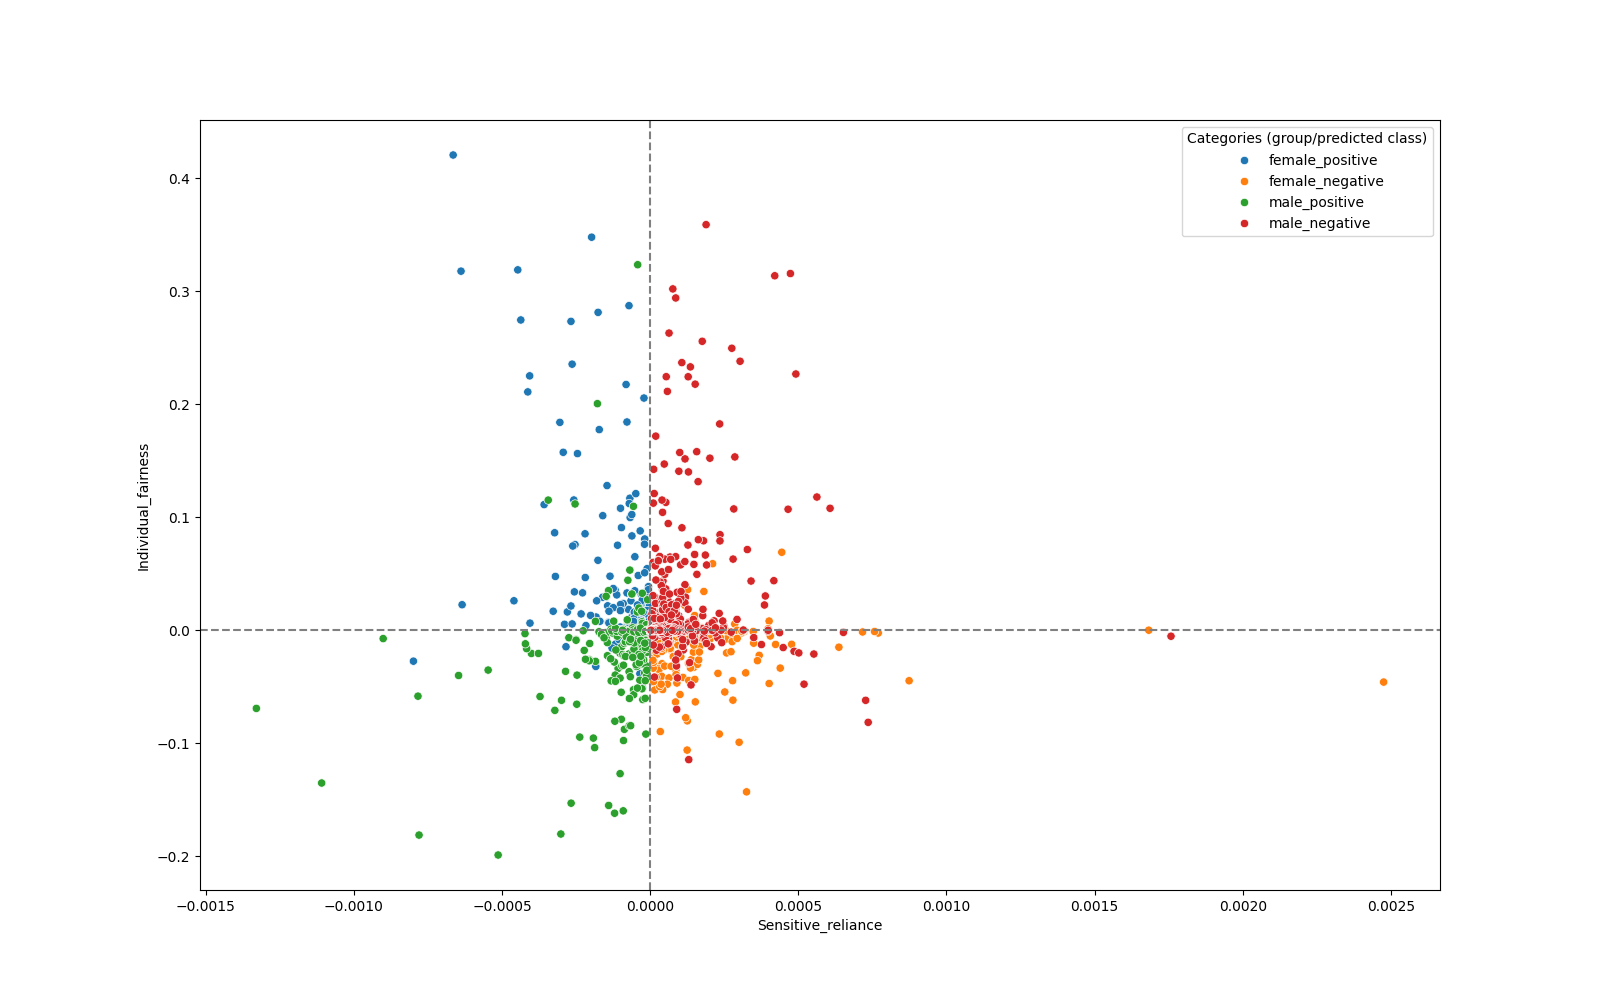 Categories (group/predicted class)
female_positive
female_negative
male_positive
male_negative
0.4
0.3
0.2
0.1
0.0
−0.1
−0.2
Individual_fairness
−0.0015
−0.0010
−0.0005
0.0000
0.0005
0.0010
0.0015
0.0020
0.0025
Sensitive_reliance